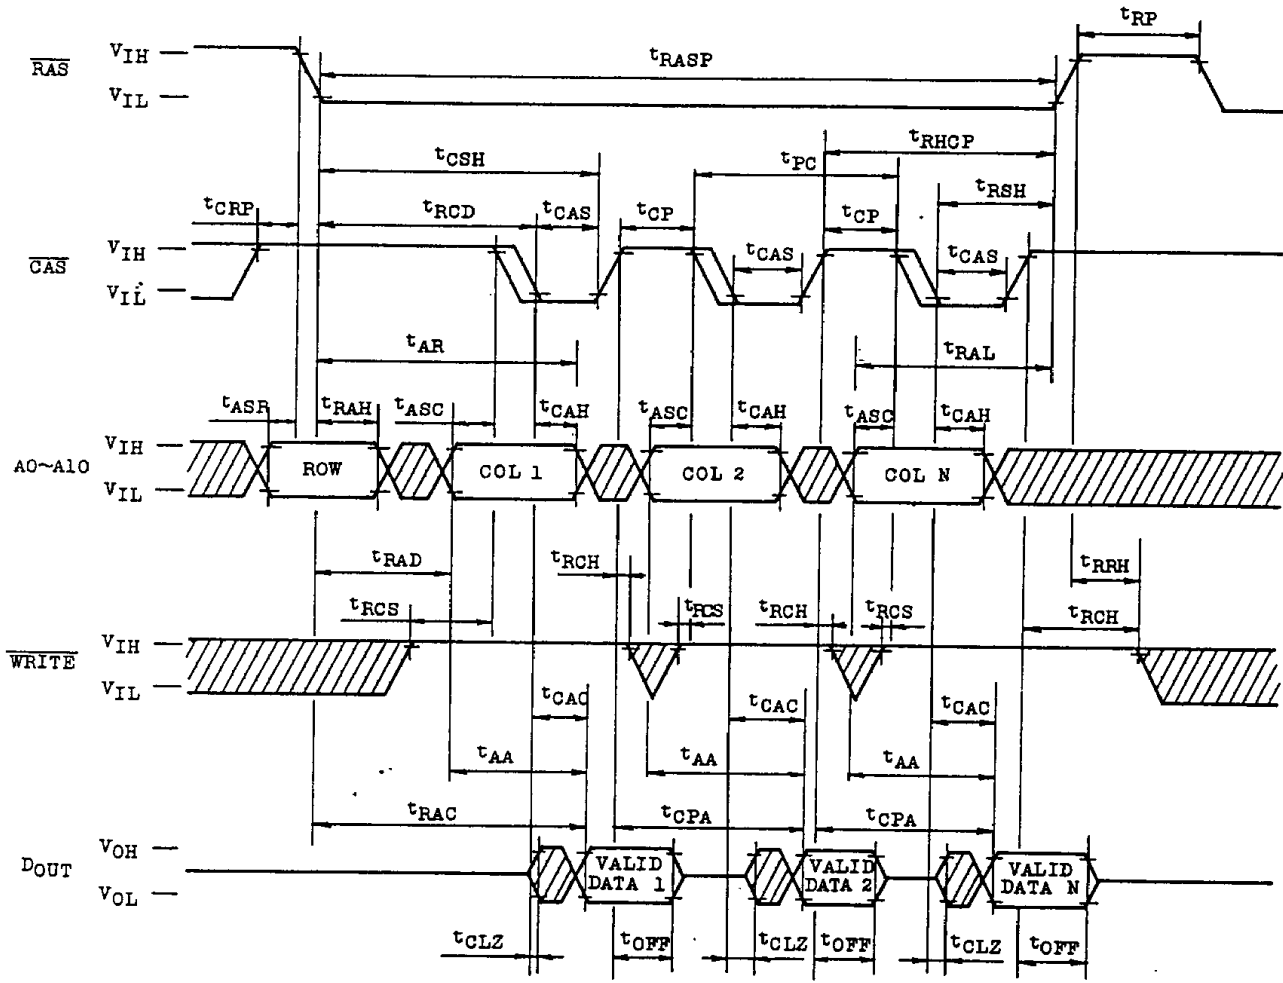 tRP
VIH
RAS
tRASP
VIL
tRHCP
tCSH
tPC
tRSH
tCRP
tRCD
tCAS
tCP
tCP
VIH
CAS
tCAS
tCAS
VIL
tAR
tRAL
tASR
tRAH
tASC
tCAH
tASC
tCAH
tASC
tCAH
VIH
A0~A10
ROW
COL 1
COL 2
COL N
VIL
tRAD
tRCH
tRRH
tRCS
tRCS
tRCH
tRCS
tRCH
VIH
WRITE
VIL
tCAC
tCAC
tCAC
tAA
tAA
tAA
tRAC
tCPA
tCPA
VOH
DOUT
VALID
DATA 1
VALID
DATA 2
VALID
DATA N
VOL
tCLZ
tOFF
tCLZ
tOFF
tCLZ
tOFF